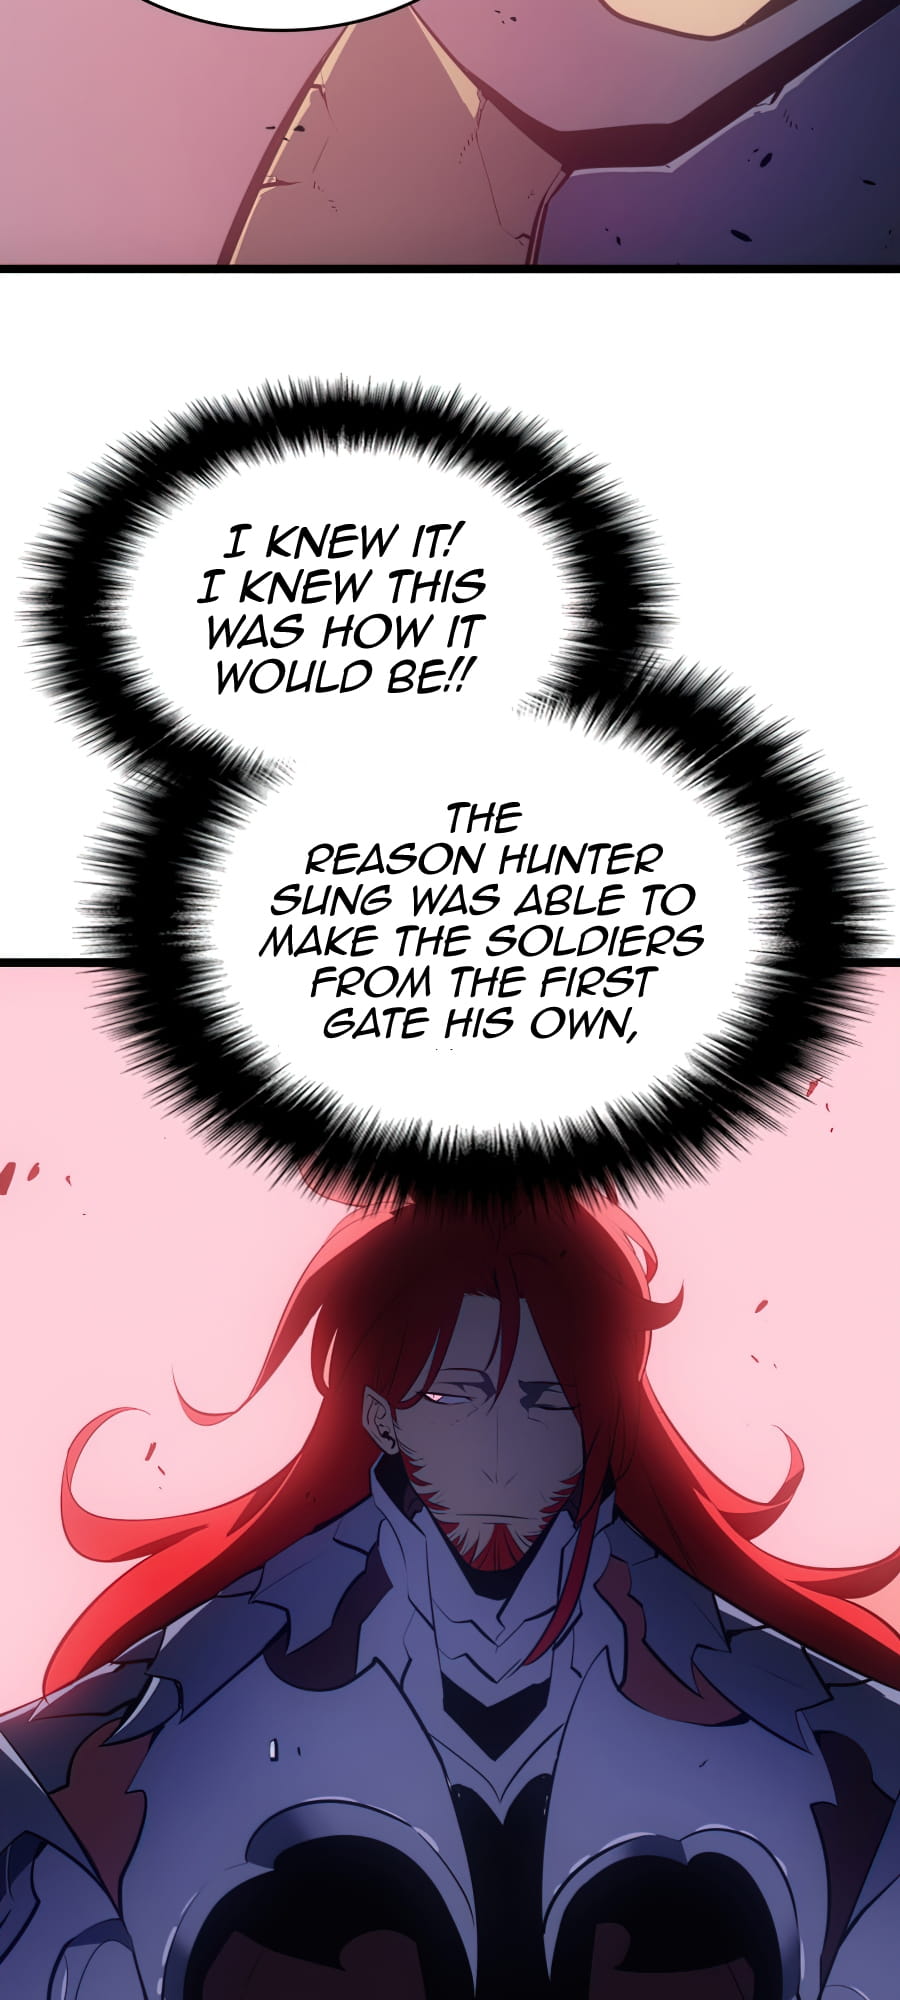 I KNEW IT!
I KNEW THIS
WAS HOW IT
WOULD BE!!
THE
REASON HUNTER
SUNG WAS ABLE TO
MAKE THE SOLDIERS
FROM THE FIRST
GATE HIS OWN,